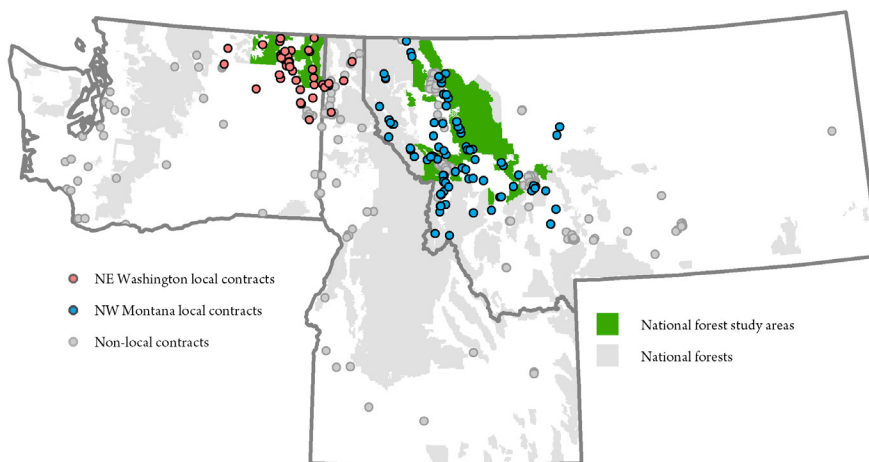 NE Washington local contracts
NW Montana local contracts
Non-local contracts
National forest study areas
National forests